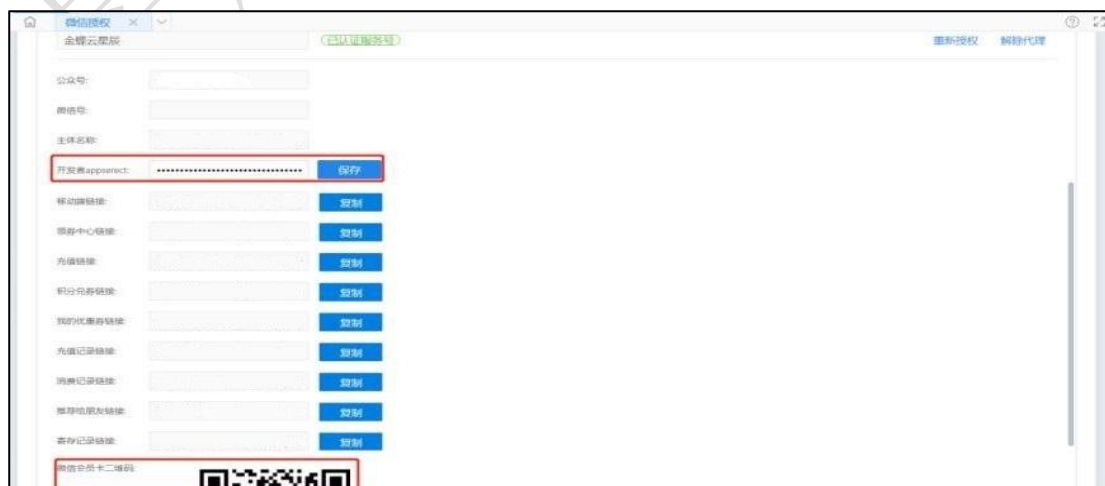 微信授权
金蝶云星辰 (已认证服务号) 重新授权 解除代理
公众号:
微信号:
主体名称:
开发者appserect: 保存
移动端链接: 复制
领券中心链接: 复制
充值链接: 复制
积分兑券链接: 复制
我的优惠券链接: 复制
充值记录链接: 复制
消费记录链接: 复制
推荐给朋友链接: 复制
寄存记录链接: 复制
微信会员卡二维码: